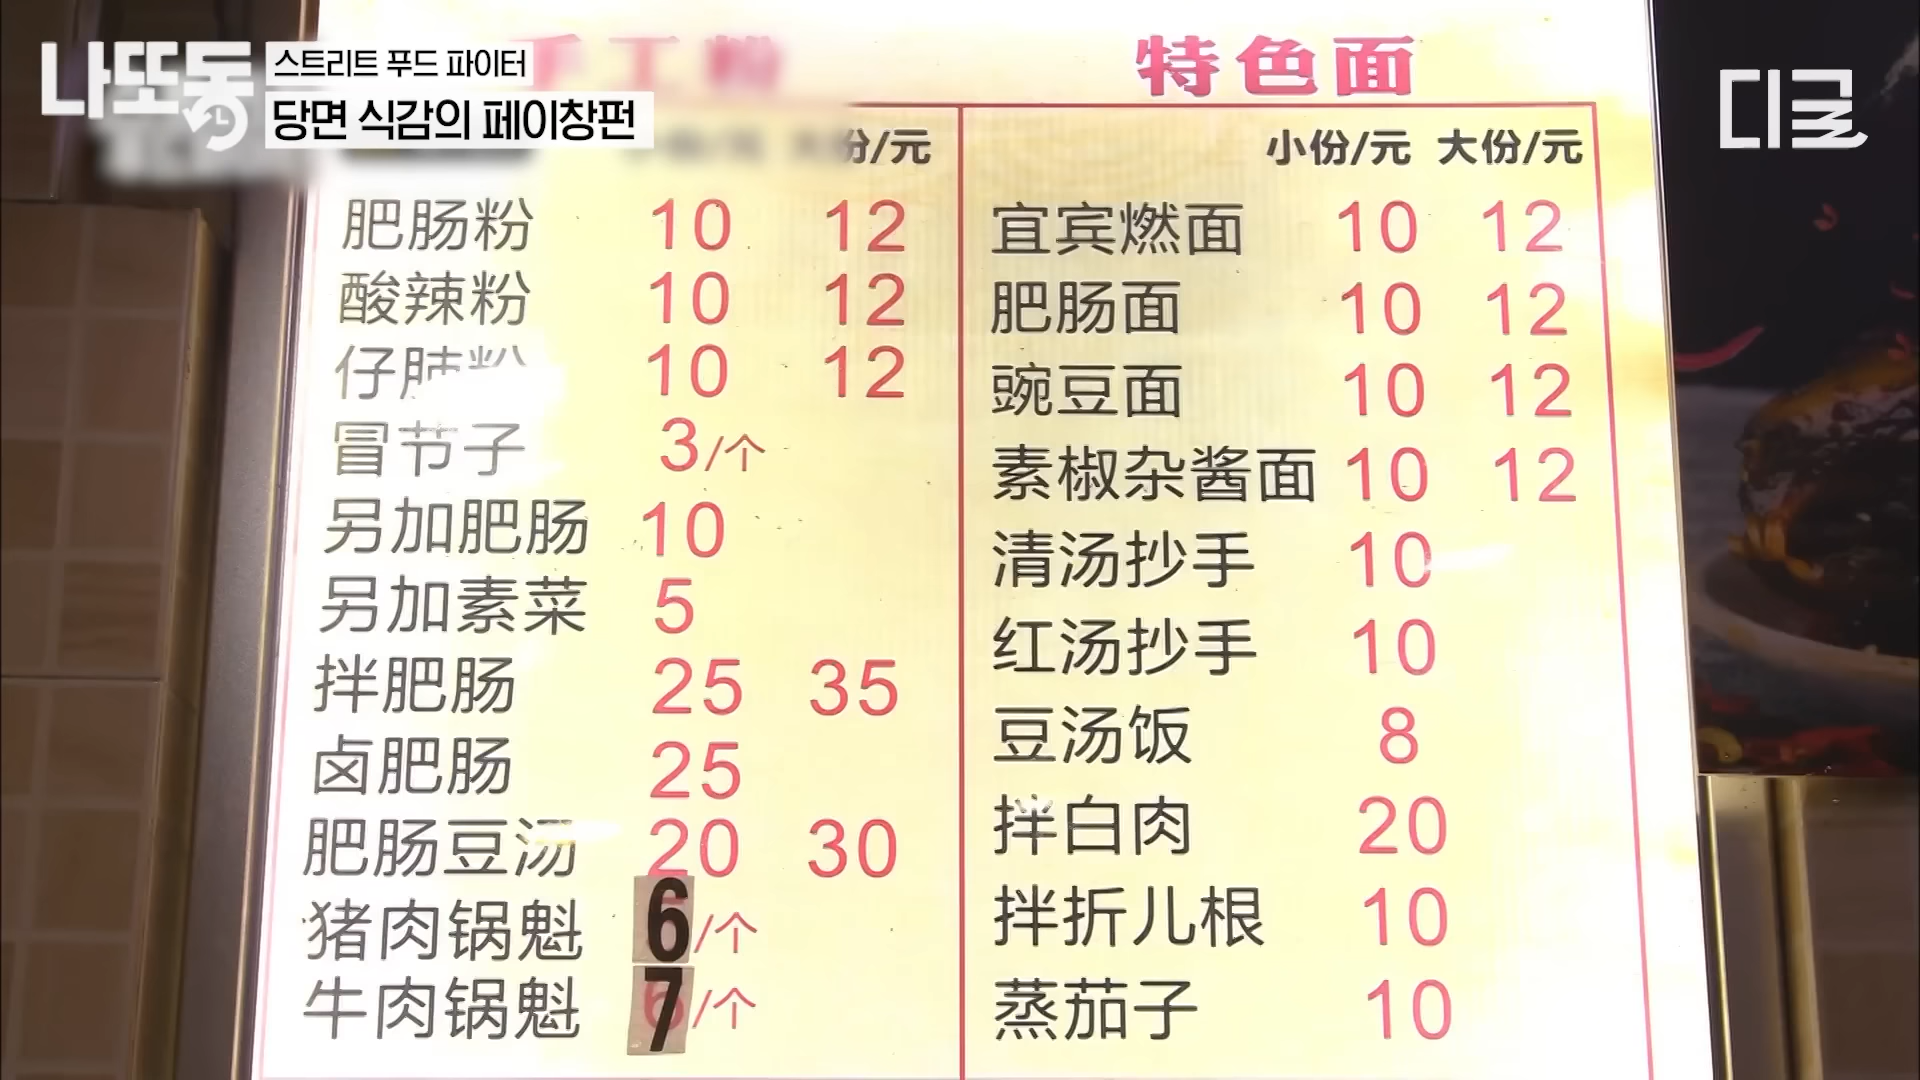 나또동
스트리트 푸드 파이터
당면 식감의 페이창펀
디글
手工粉
份/元
肥肠粉 10 12
酸辣粉 10 12
仔肺粉 10 12
冒节子 3/个
另加肥肠 10
另加素菜 5
拌肥肠 25 35
卤肥肠 25
肥肠豆汤 20 30
猪肉锅魁 6/个
牛肉锅魁 7/个
特色面
小份/元 大份/元
宜宾燃面 10 12
肥肠面 10 12
豌豆面 10 12
素椒杂酱面 10 12
清汤抄手 10
红汤抄手 10
豆汤饭 8
拌白肉 20
拌折儿根 10
蒸茄子 10